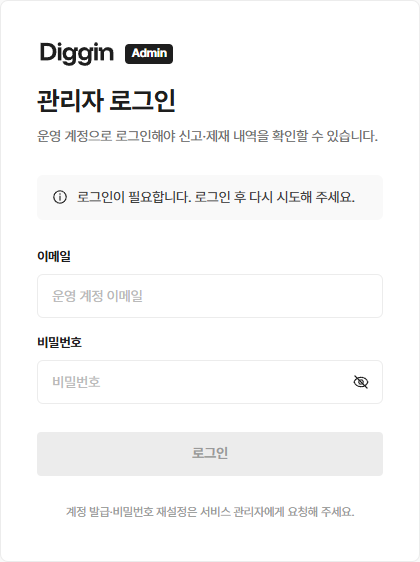 Diggin Admin
관리자 로그인
운영 계정으로 로그인해야 신고·제재 내역을 확인할 수 있습니다.
로그인이 필요합니다. 로그인 후 다시 시도해 주세요.
이메일
운영 계정 이메일
비밀번호
비밀번호
로그인
계정 발급·비밀번호 재설정은 서비스 관리자에게 요청해 주세요.